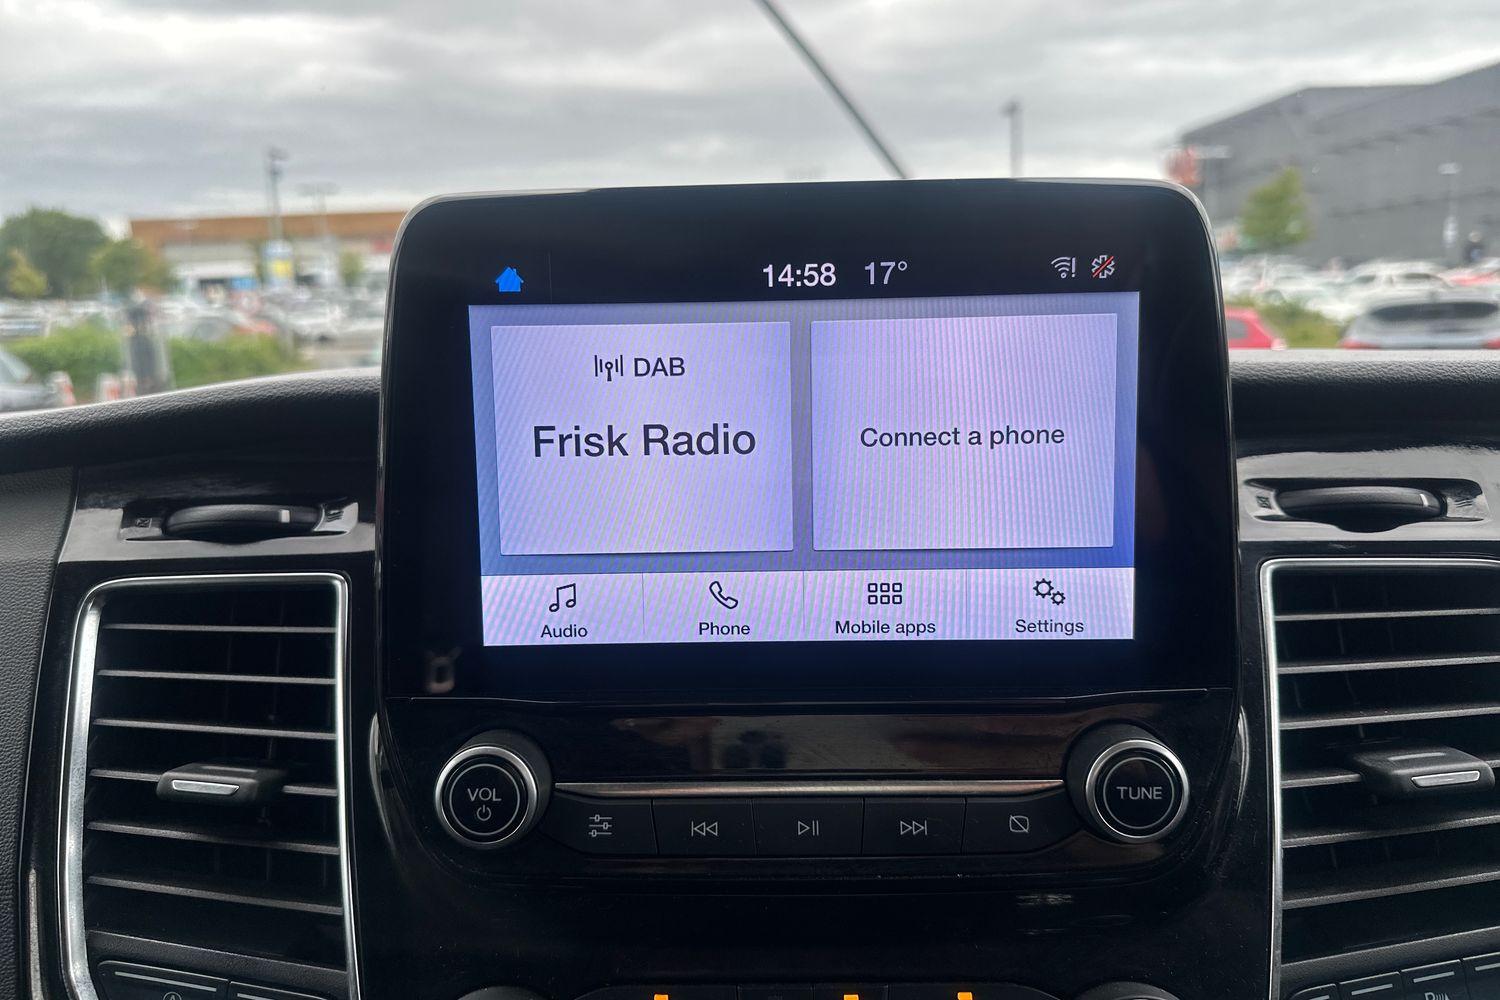 14:58 17°
DAB
Frisk Radio
Connect a phone
Audio
Phone
Mobile apps
Settings
VOL
TUNE